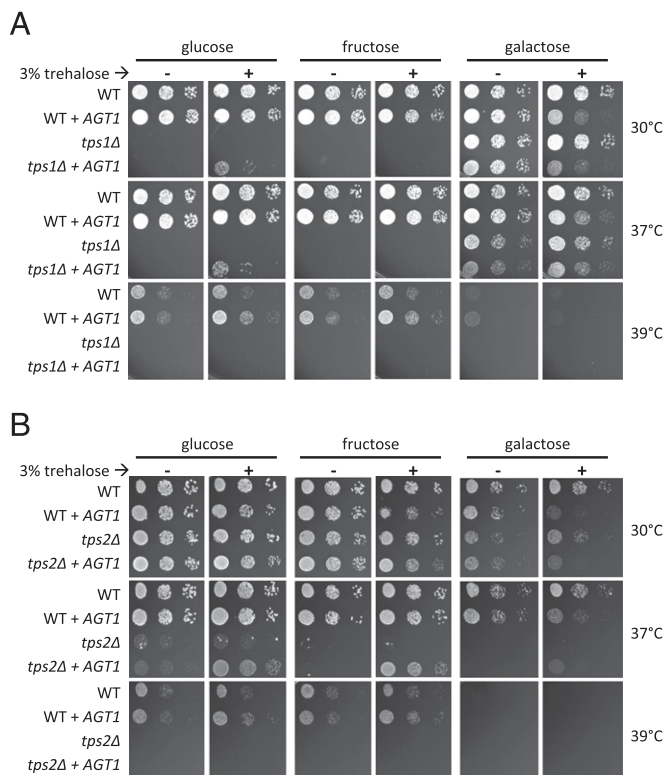 A
glucose fructose galactose
3% trehalose → - + - + - +
WT
WT + AGT1
tps1Δ
tps1Δ + AGT1
30°C
WT
WT + AGT1
tps1Δ
tps1Δ + AGT1
37°C
WT
WT + AGT1
tps1Δ
tps1Δ + AGT1
39°C
B
glucose fructose galactose
3% trehalose → - + - + - +
WT
WT + AGT1
tps2Δ
tps2Δ + AGT1
30°C
WT
WT + AGT1
tps2Δ
tps2Δ + AGT1
37°C
WT
WT + AGT1
tps2Δ
tps2Δ + AGT1
39°C